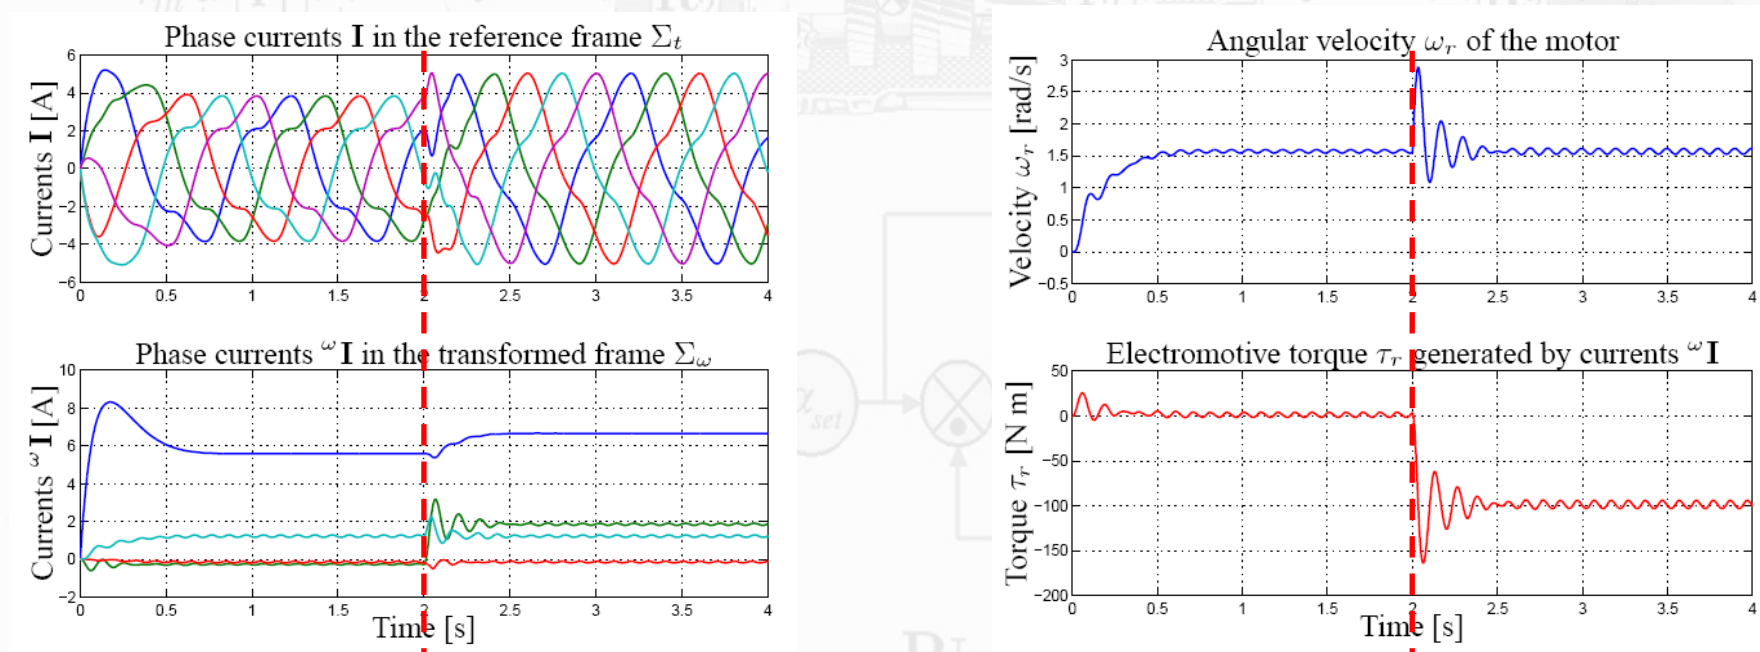 Phase currents I in the reference frame Σt
Currents I [A]
6
4
2
0
−2
−4
−6
0 0.5 1 1.5 2 2.5 3 3.5 4
Phase currents ωI in the transformed frame Σω
Currents ωI [A]
10
8
6
4
2
0
−2
0 0.5 1 1.5 2 2.5 3 3.5 4
Time [s]
Angular velocity ωr of the motor
Velocity ωr [rad/s]
3
2.5
2
1.5
1
0.5
0
−0.5
0 0.5 1 1.5 2 2.5 3 3.5 4
Electromotive torque τr generated by currents ωI
Torque τr [N m]
50
0
−50
−100
−150
−200
0 0.5 1 1.5 2 2.5 3 3.5 4
Time [s]
set